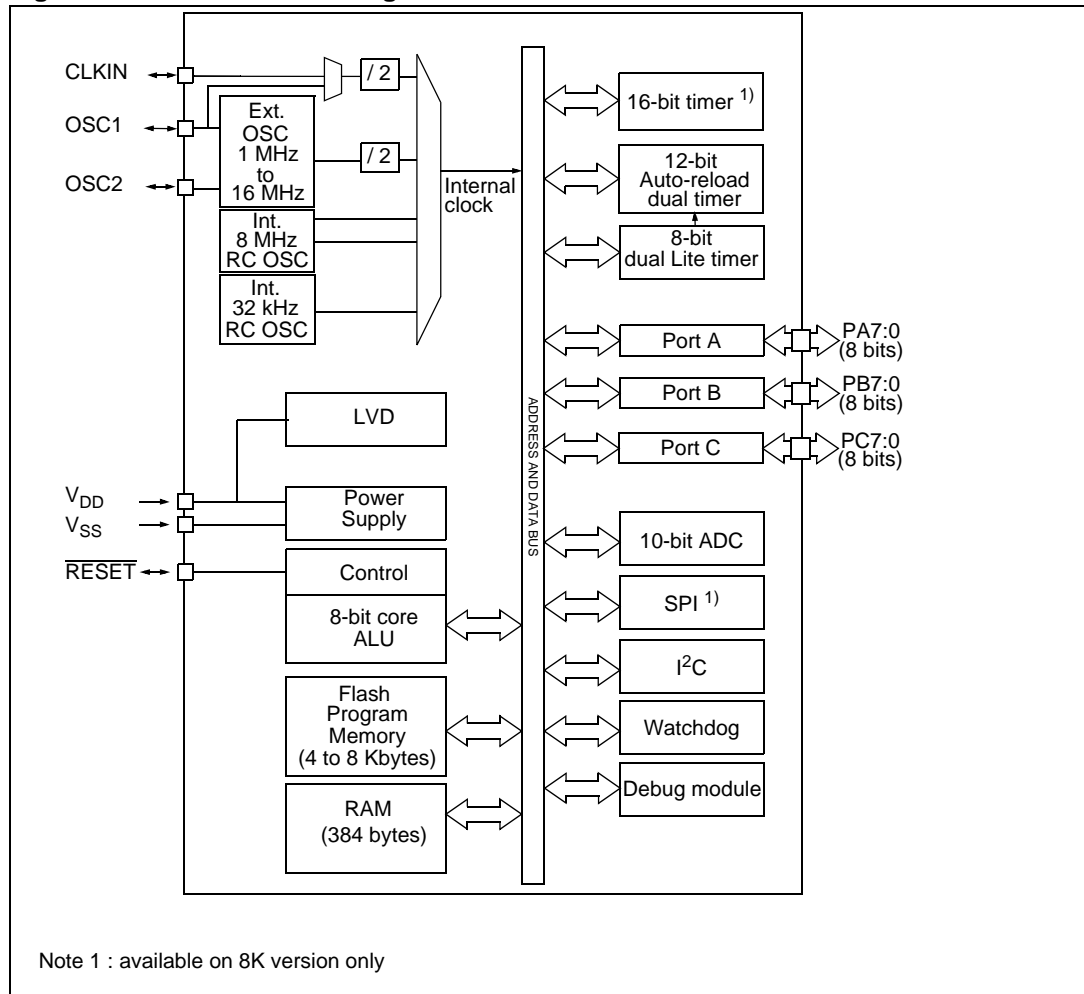 CLKIN
OSC1
OSC2
/ 2
Ext.
OSC
1 MHz
to
16 MHz
/ 2
Int.
8 MHz
RC OSC
Int.
32 kHz
RC OSC
Internal
clock
LVD
VDD
VSS
Power
Supply
RESET
Control
8-bit core
ALU
Flash
Program
Memory
(4 to 8 Kbytes)
RAM
(384 bytes)
ADDRESS AND DATA BUS
16-bit timer 1)
12-bit
Auto-reload
dual timer
8-bit
dual Lite timer
Port A
PA7:0
(8 bits)
Port B
PB7:0
(8 bits)
Port C
PC7:0
(8 bits)
10-bit ADC
SPI 1)
I2C
Watchdog
Debug module
Note 1 : available on 8K version only